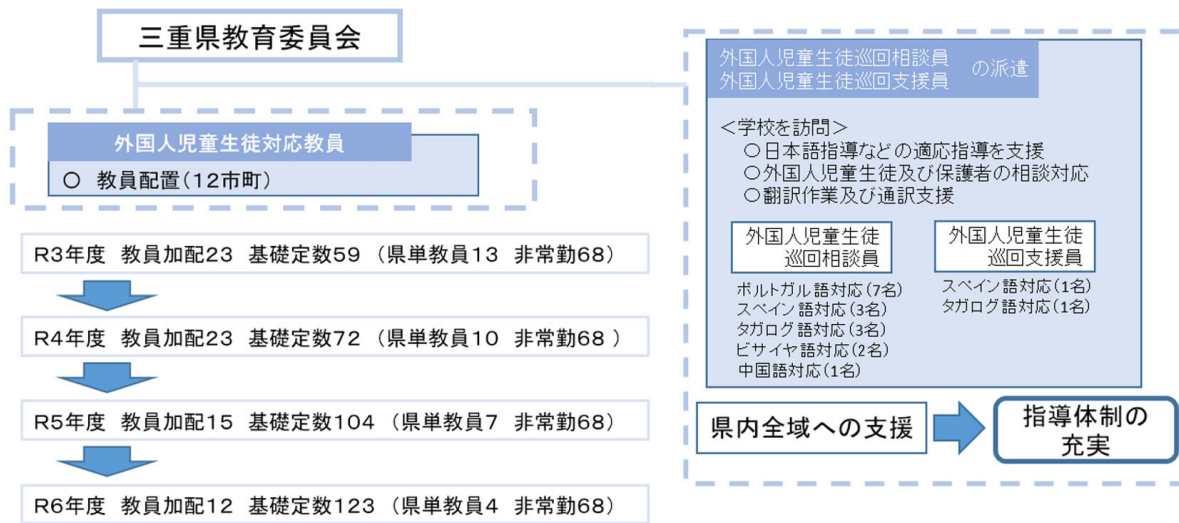 三重県教育委員会
外国人児童生徒対応教員
○ 教員配置(12市町)
R3年度 教員加配23 基礎定数59 (県単教員13 非常勤68)
R4年度 教員加配23 基礎定数72 (県単教員10 非常勤68 )
R5年度 教員加配15 基礎定数104 (県単教員7 非常勤68)
R6年度 教員加配12 基礎定数123 (県単教員4 非常勤68)
外国人児童生徒巡回相談員
外国人児童生徒巡回支援員 の派遣
<学校を訪問>
○日本語指導などの適応指導を支援
○外国人児童生徒及び保護者の相談対応
○翻訳作業及び通訳支援
外国人児童生徒
巡回相談員
ポルトガル語対応(7名)
スペイン語対応(3名)
タガログ語対応(3名)
ビサイヤ語対応(2名)
中国語対応(1名)
外国人児童生徒
巡回支援員
スペイン語対応(1名)
タガログ語対応(1名)
県内全域への支援
指導体制の
充実